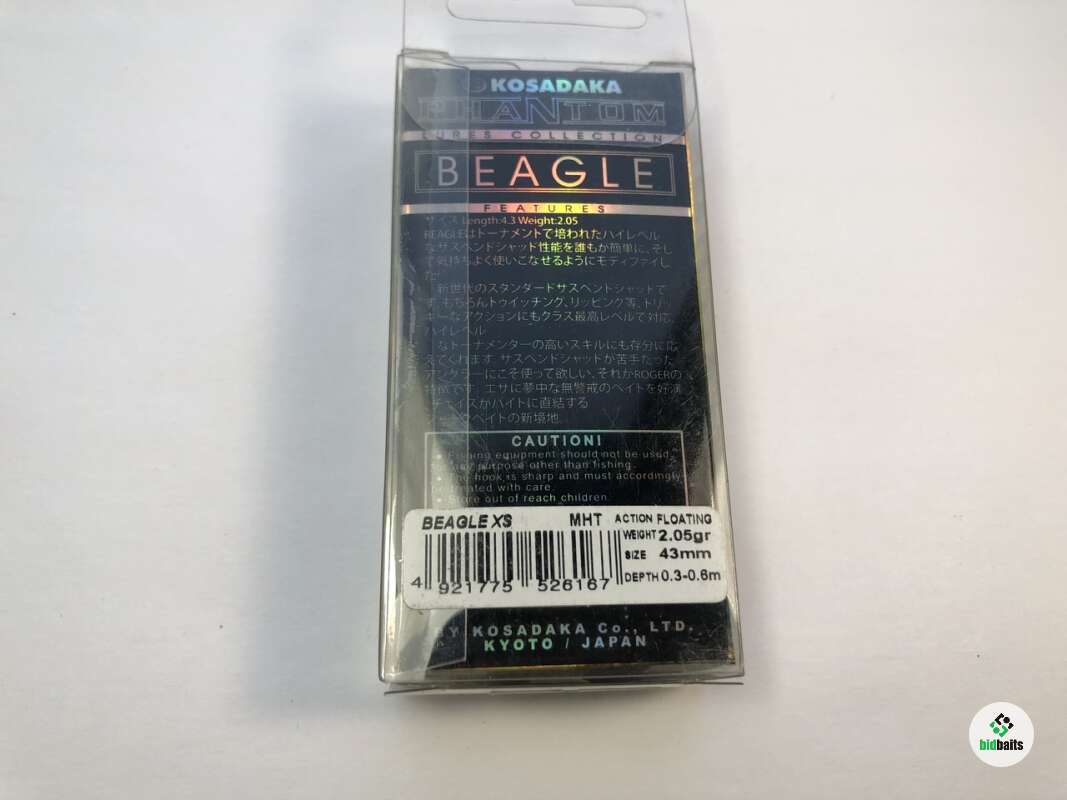 KOSADAKA
PHANTOM
LURES COLLECTION
BEAGLE
FEATURES
サイズ Length:4.3 Weight:2.05
BEAGLEはトーナメントで培われたハイレベル
なサスペンドシャッド性能を誰もが簡単に、そし
て気持ちよく使いこなせるようにモディファイし
た
新世代のスタンダードサスペンドシャッドで
す。もちろんトゥイッチング、リッピング等、トリッ
キーなアクションにもクラス最高レベルで対応
ハイレベル
なトーナメンターの高いスキルにも存分に応
えてくれます。サスペンドシャッドが苦手だった
アングラーにこそ使って欲しい、それがROGERの
特徴です。エサに夢中な無警戒のベイトを好演
チェイスがバイトに直結する
ベイトの新境地
CAUTION!
Fishing equipment should not be used
purpose other than fishing.
The hook is sharp and must accordingly
be treated with care.
Store out of reach children.
BEAGLE XS MHT ACTION FLOATING
WEIGHT 2.05gr
SIZE 43mm
DEPTH 0.3-0.6m
4 921775 526167
BY KOSADAKA Co., LTD.
KYOTO / JAPAN
bidbaits